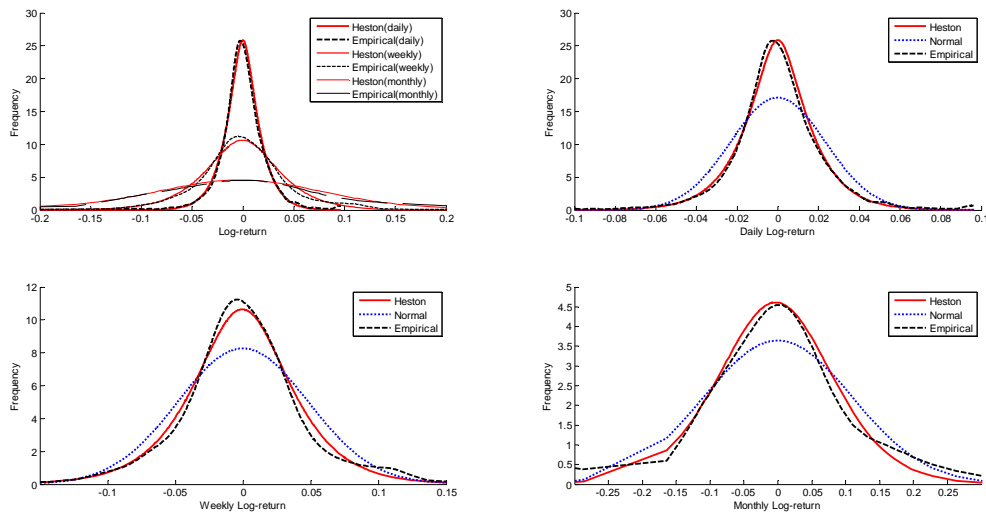 30
25
20
15
10
5
0
Frequency
-0.2 -0.15 -0.1 -0.05 0 0.05 0.1 0.15 0.2
Log-return
Heston(daily)
Empirical(daily)
Heston(weekly)
Empirical(weekly)
Heston(monthly)
Empirical(monthly)
30
25
20
15
10
5
0
Frequency
-0.1 -0.08 -0.06 -0.04 -0.02 0 0.02 0.04 0.06 0.08 0.1
Daily Log-return
Heston
Normal
Empirical
12
10
8
6
4
2
0
Frequency
-0.1 -0.05 0 0.05 0.1 0.15
Weekly Log-return
Heston
Normal
Empirical
5
4.5
4
3.5
3
2.5
2
1.5
1
0.5
0
Frequency
-0.25 -0.2 -0.15 -0.1 -0.05 0 0.05 0.1 0.15 0.2 0.25
Monthly Log-return
Heston
Normal
Empirical